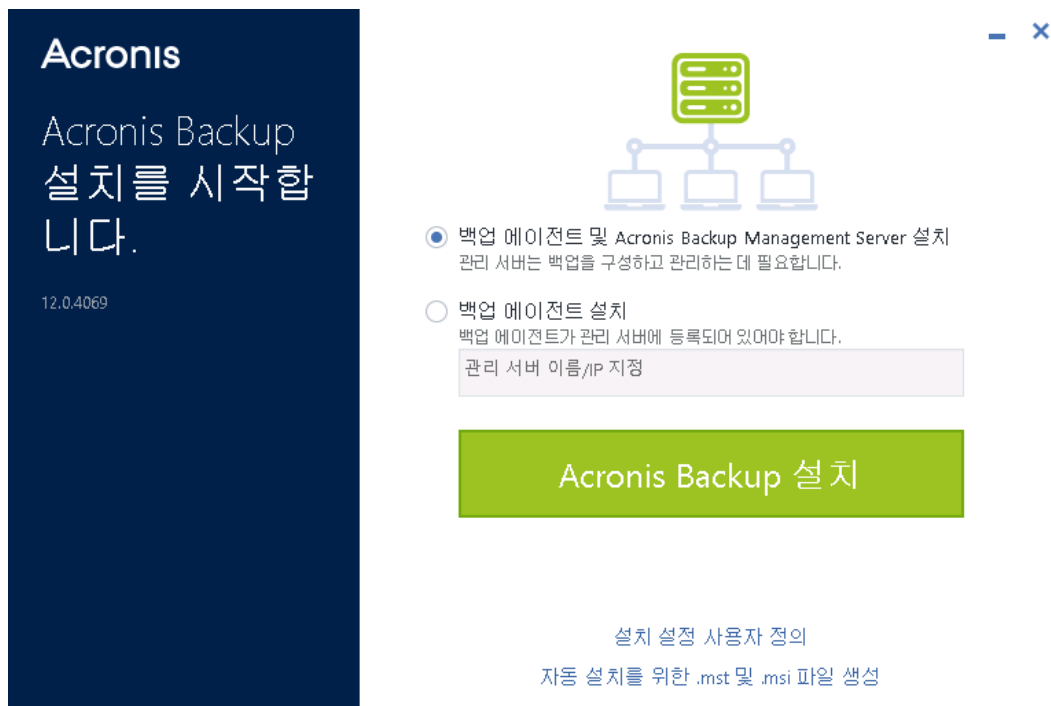 Acronis
Acronis Backup
설치를 시작합
니다.
12.0.4069
백업 에이전트 및 Acronis Backup Management Server 설치
관리 서버는 백업을 구성하고 관리하는 데 필요합니다.
백업 에이전트 설치
백업 에이전트가 관리 서버에 등록되어 있어야 합니다.
관리 서버 이름/IP 지정
Acronis Backup 설치
설치 설정 사용자 정의
자동 설치를 위한 .mst 및 .msi 파일 생성